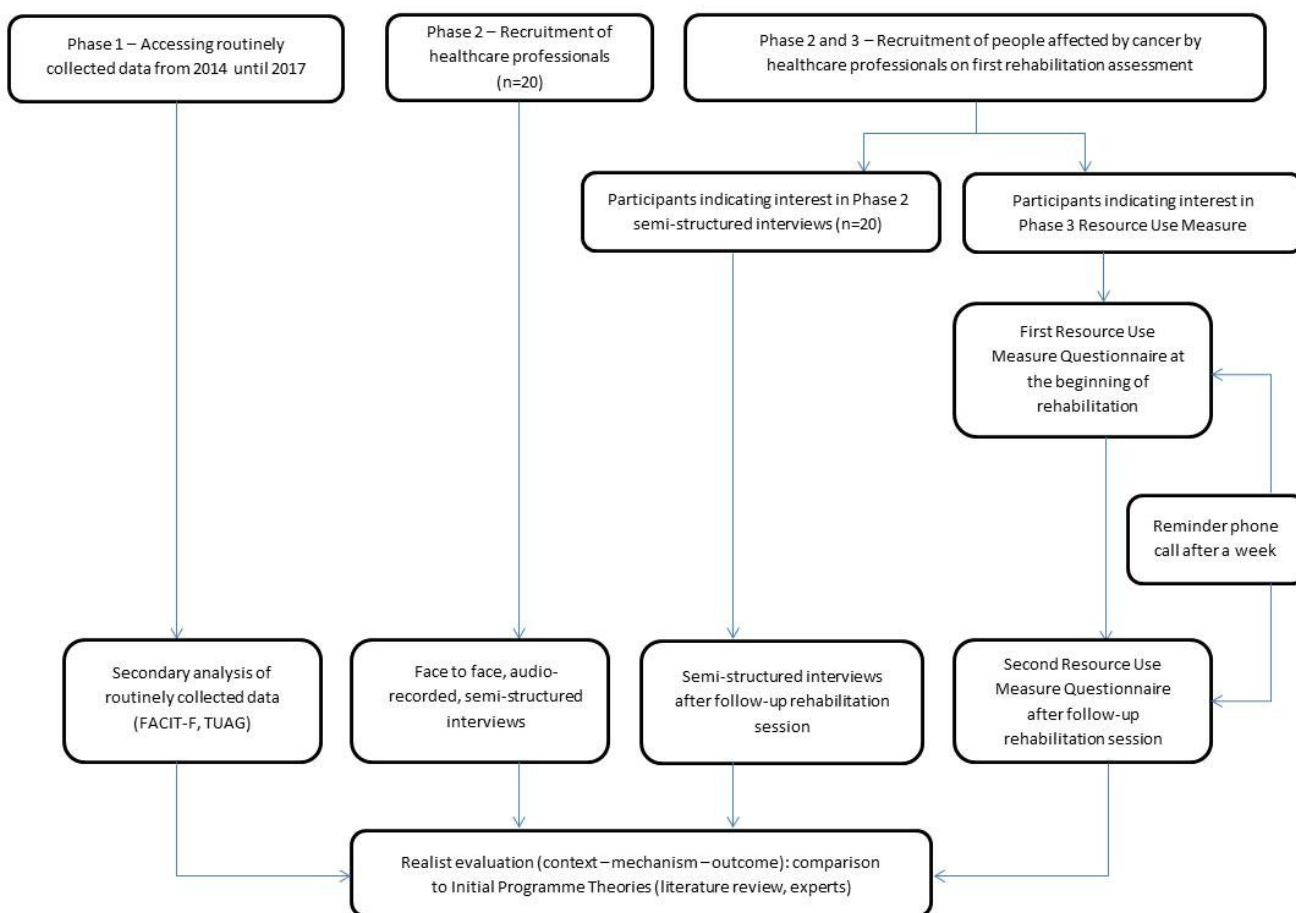 Phase 1 – Accessing routinely
collected data from 2014 until 2017
Phase 2 – Recruitment of
healthcare professionals
(n=20)
Phase 2 and 3 – Recruitment of people affected by cancer by
healthcare professionals on first rehabilitation assessment
Participants indicating interest in Phase 2
semi-structured interviews (n=20)
Participants indicating interest in
Phase 3 Resource Use Measure
First Resource Use
Measure Questionnaire at
the beginning of
rehabilitation
Reminder phone
call after a week
Secondary analysis of
routinely collected data
(FACIT-F, TUAG)
Face to face, audio-
recorded, semi-structured
interviews
Semi-structured interviews
after follow-up rehabilitation
session
Second Resource Use
Measure Questionnaire
after follow-up
rehabilitation session
Realist evaluation (context – mechanism – outcome): comparison
to Initial Programme Theories (literature review, experts)